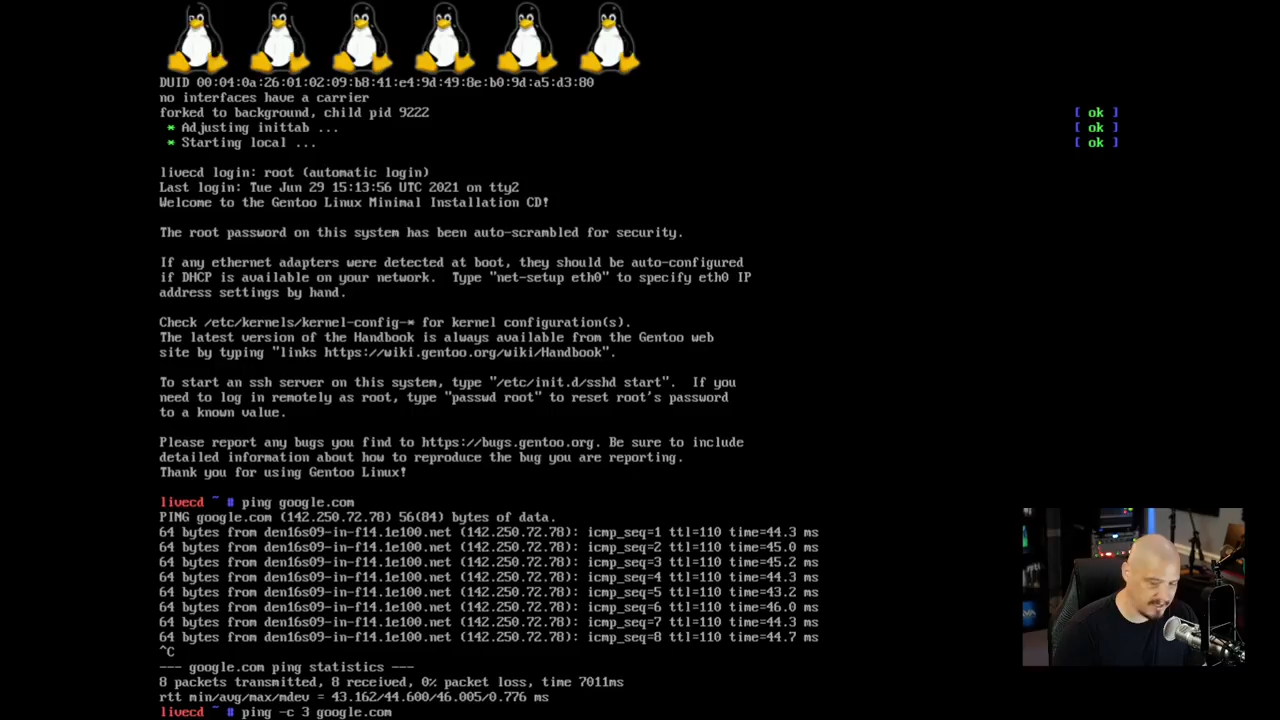 DUID 00:04:0a:26:01:02:09:b8:41:e4:9d:49:8e:b0:9d:a5:d3:80
no interfaces have a carrier
forked to background, child pid 9222 [ ok ]
* Adjusting inittab ... [ ok ]
* Starting local ... [ ok ]
livecd login: root (automatic login)
Last login: Tue Jun 29 15:13:56 UTC 2021 on tty2
Welcome to the Gentoo Linux Minimal Installation CD!
The root password on this system has been auto-scrambled for security.
If any ethernet adapters were detected at boot, they should be auto-configured
if DHCP is available on your network.  Type "net-setup eth0" to specify eth0 IP
address settings by hand.
Check /etc/kernels/kernel-config-* for kernel configuration(s).
The latest version of the Handbook is always available from the Gentoo web
site by typing "links https://wiki.gentoo.org/wiki/Handbook".
To start an ssh server on this system, type "/etc/init.d/sshd start".  If you
need to log in remotely as root, type "passwd root" to reset root's password
to a known value.
Please report any bugs you find to https://bugs.gentoo.org. Be sure to include
detailed information about how to reproduce the bug you are reporting.
Thank you for using Gentoo Linux!
livecd ~ # ping google.com
PING google.com (142.250.72.78) 56(84) bytes of data.
64 bytes from den16s09-in-f14.1e100.net (142.250.72.78): icmp_seq=1 ttl=110 time=44.3 ms
64 bytes from den16s09-in-f14.1e100.net (142.250.72.78): icmp_seq=2 ttl=110 time=45.0 ms
64 bytes from den16s09-in-f14.1e100.net (142.250.72.78): icmp_seq=3 ttl=110 time=45.2 ms
64 bytes from den16s09-in-f14.1e100.net (142.250.72.78): icmp_seq=4 ttl=110 time=44.3 ms
64 bytes from den16s09-in-f14.1e100.net (142.250.72.78): icmp_seq=5 ttl=110 time=43.2 ms
64 bytes from den16s09-in-f14.1e100.net (142.250.72.78): icmp_seq=6 ttl=110 time=46.0 ms
64 bytes from den16s09-in-f14.1e100.net (142.250.72.78): icmp_seq=7 ttl=110 time=44.3 ms
64 bytes from den16s09-in-f14.1e100.net (142.250.72.78): icmp_seq=8 ttl=110 time=44.7 ms
^C
--- google.com ping statistics ---
8 packets transmitted, 8 received, 0% packet loss, time 7011ms
rtt min/avg/max/mdev = 43.162/44.600/46.005/0.776 ms
livecd ~ # ping -c 3 google.com